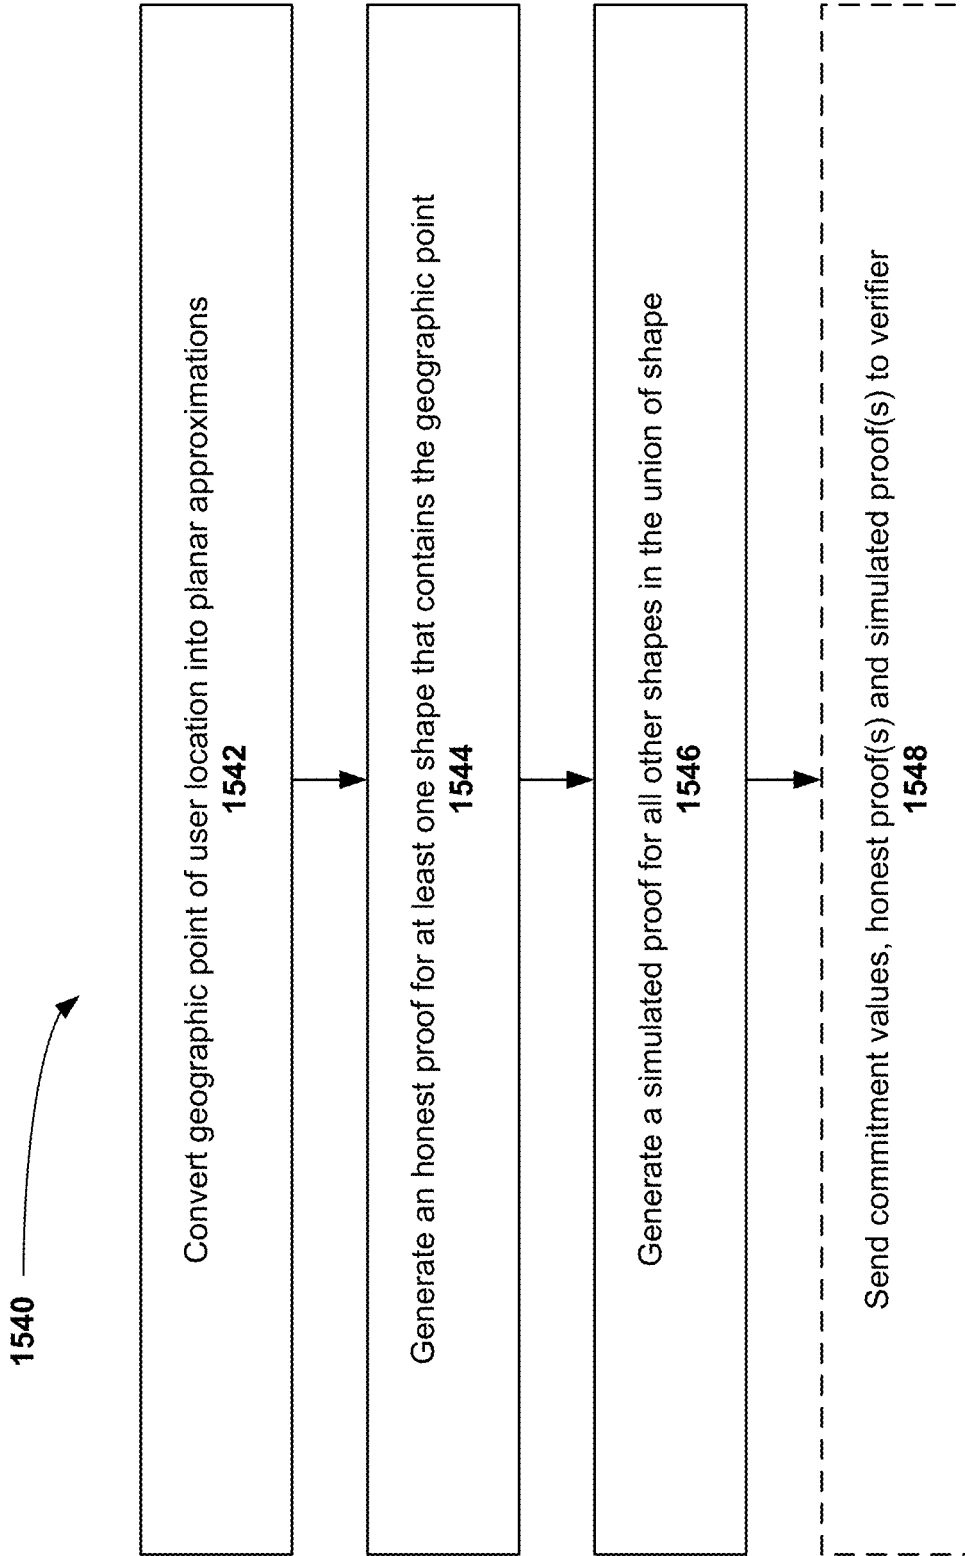 1540
Convert geographic point of user location into planar approximations
1542
Generate an honest proof for at least one shape that contains the geographic point
1544
Generate a simulated proof for all other shapes in the union of shape
1546
Send commitment values, honest proof(s) and simulated proof(s) to verifier
1548